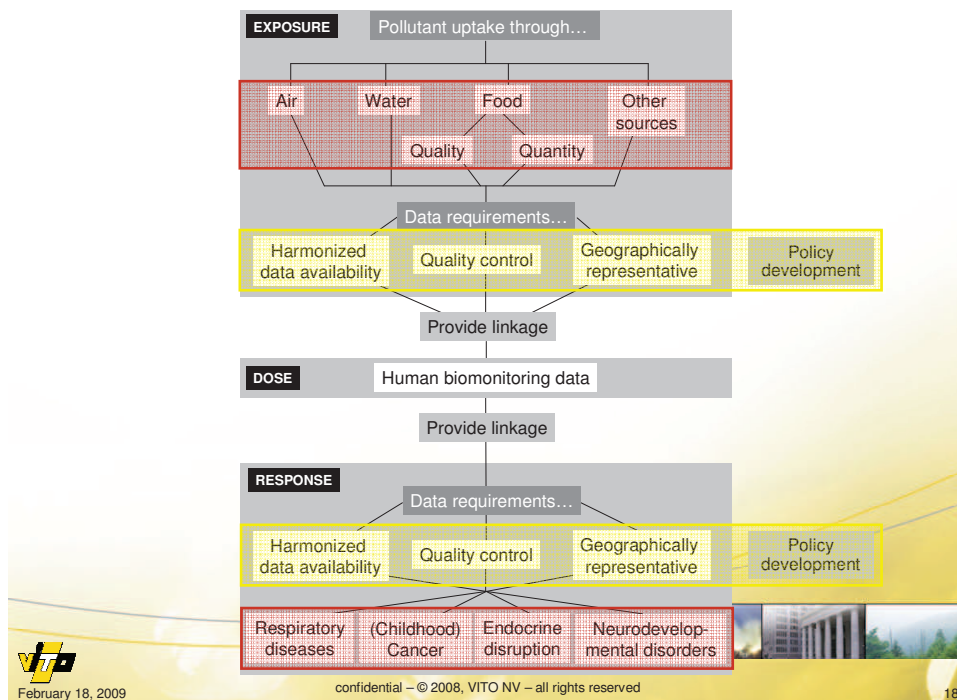 EXPOSURE
Pollutant uptake through…
Air
Water
Food
Other
sources
Quality
Quantity
Data requirements…
Harmonized
data availability
Quality control
Geographically
representative
Policy
development
Provide linkage
DOSE
Human biomonitoring data
Provide linkage
RESPONSE
Data requirements…
Harmonized
data availability
Quality control
Geographically
representative
Policy
development
Respiratory
diseases
(Childhood)
Cancer
Endocrine
disruption
Neurodevelop-
mental disorders
VITO
February 18, 2009
confidential – © 2008, VITO NV – all rights reserved
18